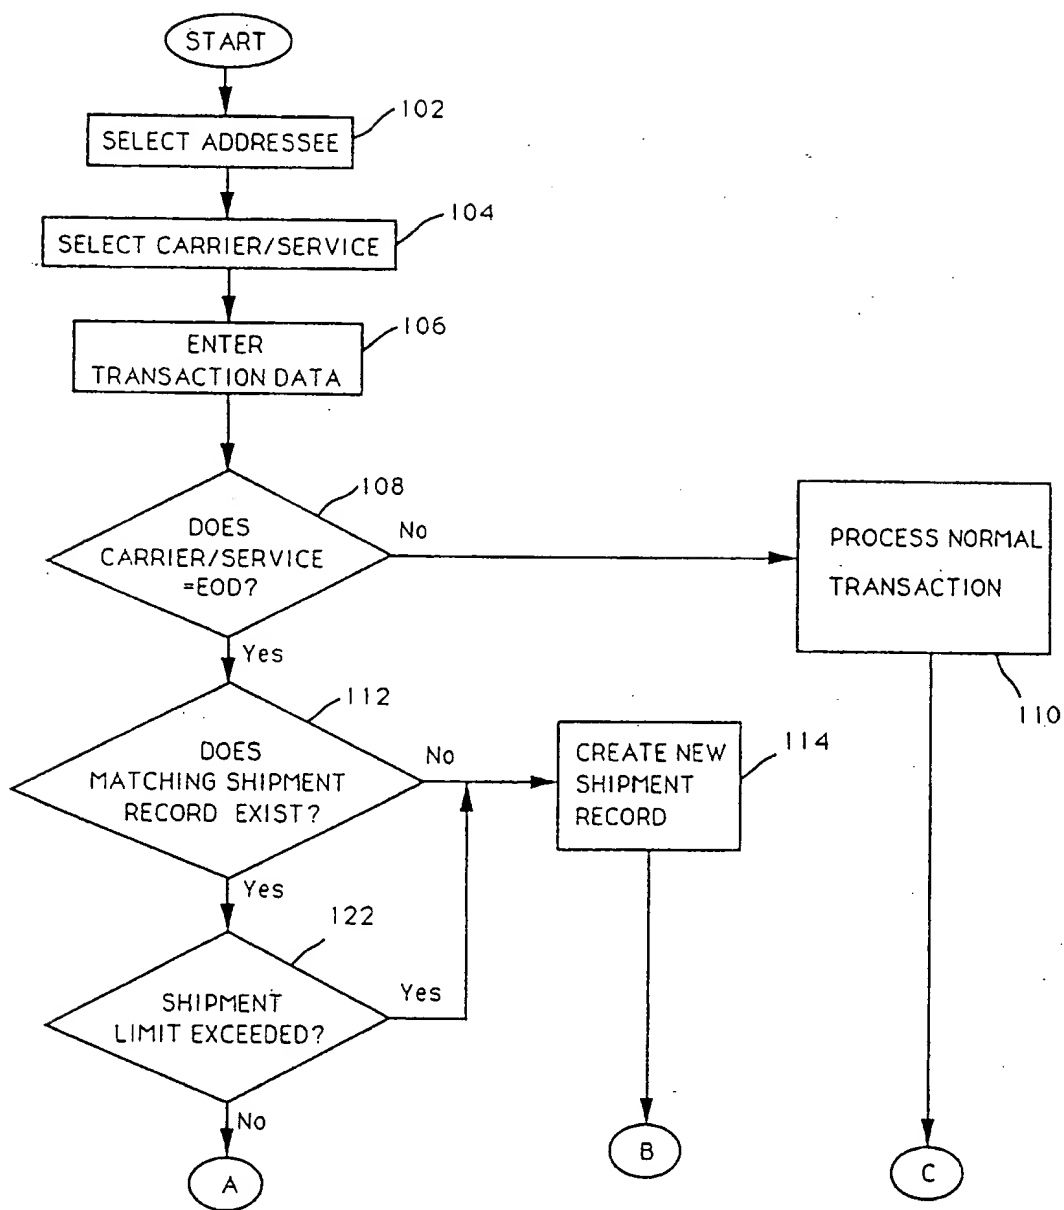 START
102
SELECT ADDRESSEE
104
SELECT CARRIER/SERVICE
106
ENTER
TRANSACTION DATA
108
DOES
CARRIER/SERVICE
=EOD?
No
PROCESS NORMAL
TRANSACTION
110
Yes
112
DOES
MATCHING SHIPMENT
RECORD EXIST?
No
CREATE NEW
SHIPMENT
RECORD
114
Yes
122
SHIPMENT
LIMIT EXCEEDED?
Yes
No
A
B
C